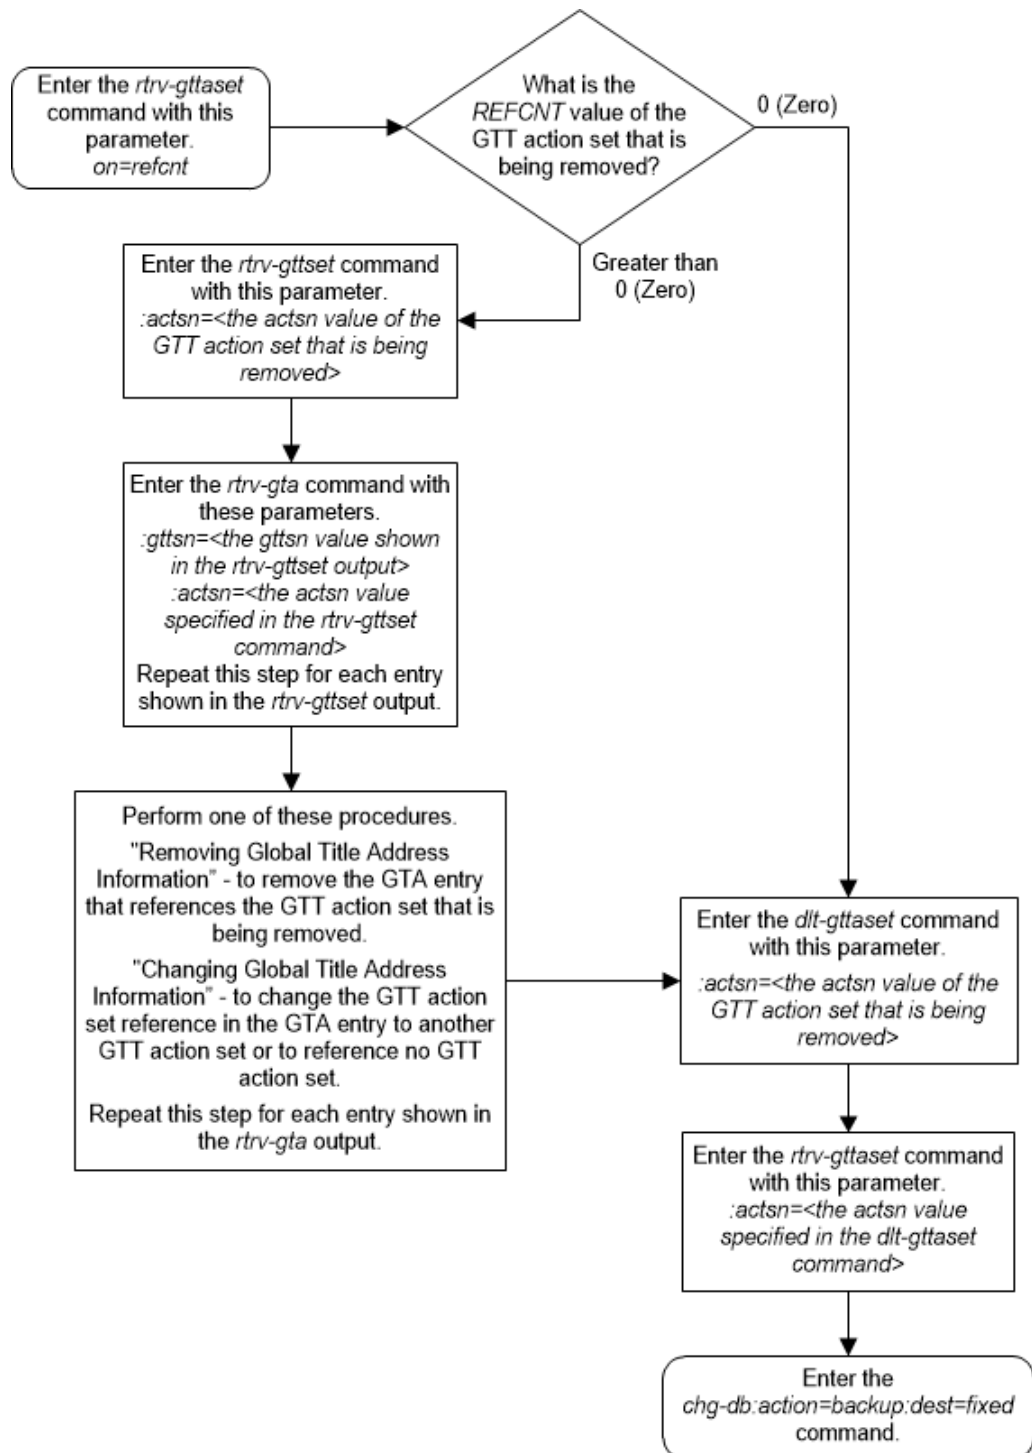 Enter the rtrv-gttaset
command with this
parameter.
on=refcnt
What is the
REFCNT value of the
GTT action set that is
being removed?
0 (Zero)
Greater than
0 (Zero)
Enter the rtrv-gttset command
with this parameter.
:actsn=<the actsn value of the
GTT action set that is being
removed>
Enter the rtrv-gta command with
these parameters.
:gttsn=<the gttsn value shown
in the rtrv-gttset output>
:actsn=<the actsn value
specified in the rtrv-gttset
command>
Repeat this step for each entry
shown in the rtrv-gttset output.
Perform one of these procedures.
"Removing Global Title Address
Information” - to remove the GTA entry
that references the GTT action set that is
being removed.
"Changing Global Title Address
Information” - to change the GTT action
set reference in the GTA entry to another
GTT action set or to reference no GTT
action set.
Repeat this step for each entry shown in
the rtrv-gta output.
Enter the dlt-gttaset command
with this parameter.
:actsn=<the actsn value of the
GTT action set that is being
removed>
Enter the rtrv-gttaset command
with this parameter.
:actsn=<the actsn value
specified in the dlt-gttaset
command>
Enter the
chg-db:action=backup:dest=fixed
command.